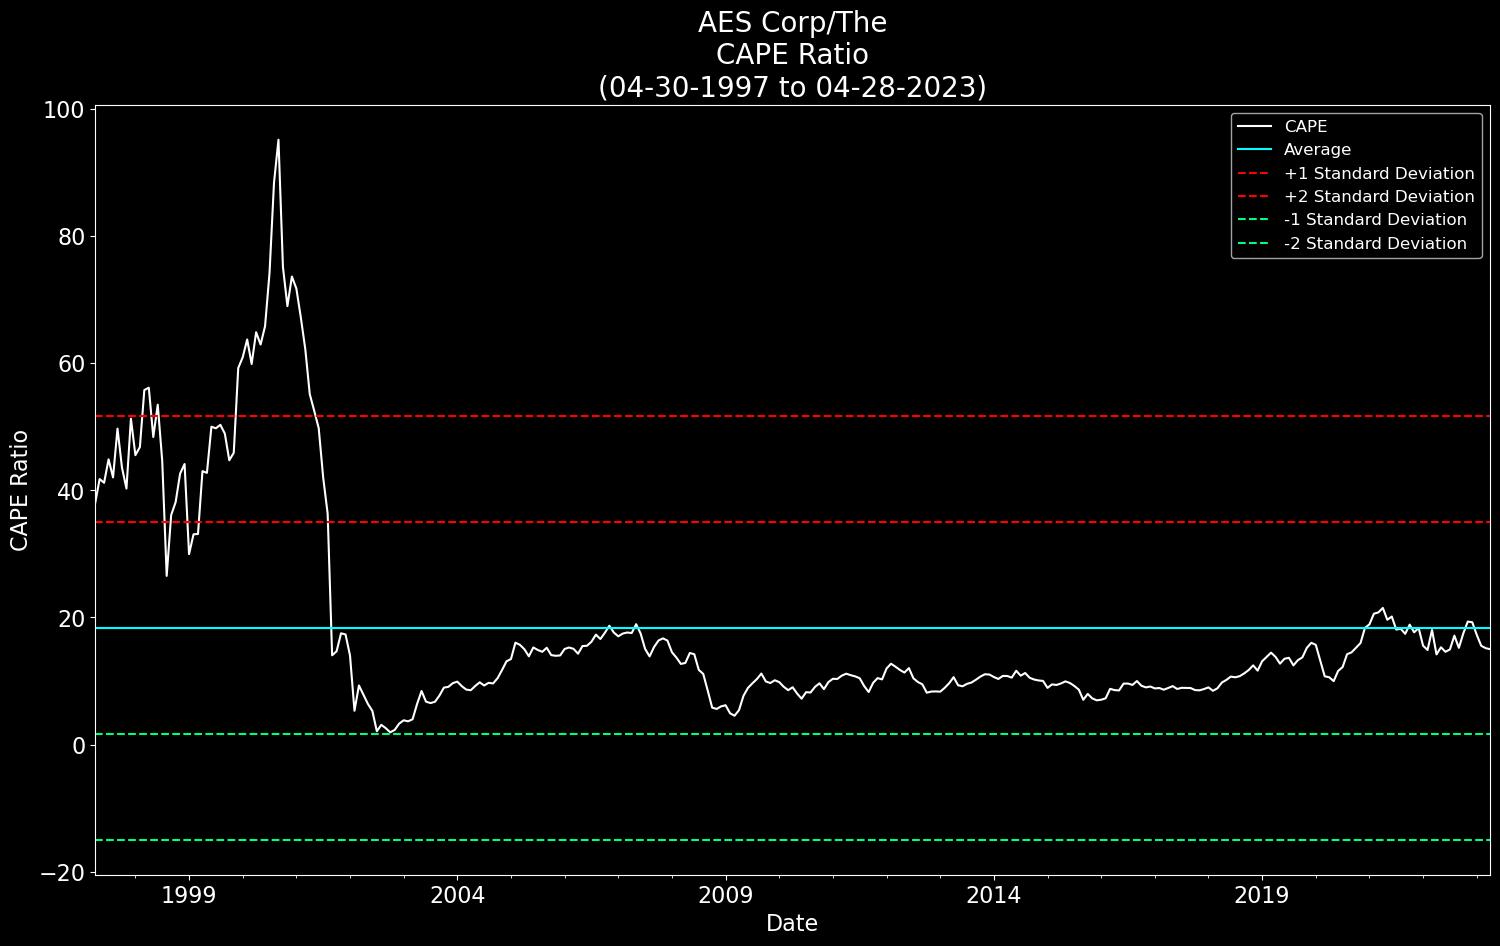 AES Corp/The
CAPE Ratio
(04-30-1997 to 04-28-2023)
CAPE
Average
+1 Standard Deviation
+2 Standard Deviation
-1 Standard Deviation
-2 Standard Deviation
100
80
60
40
20
0
−20
CAPE Ratio
1999 2004 2009 2014 2019
Date